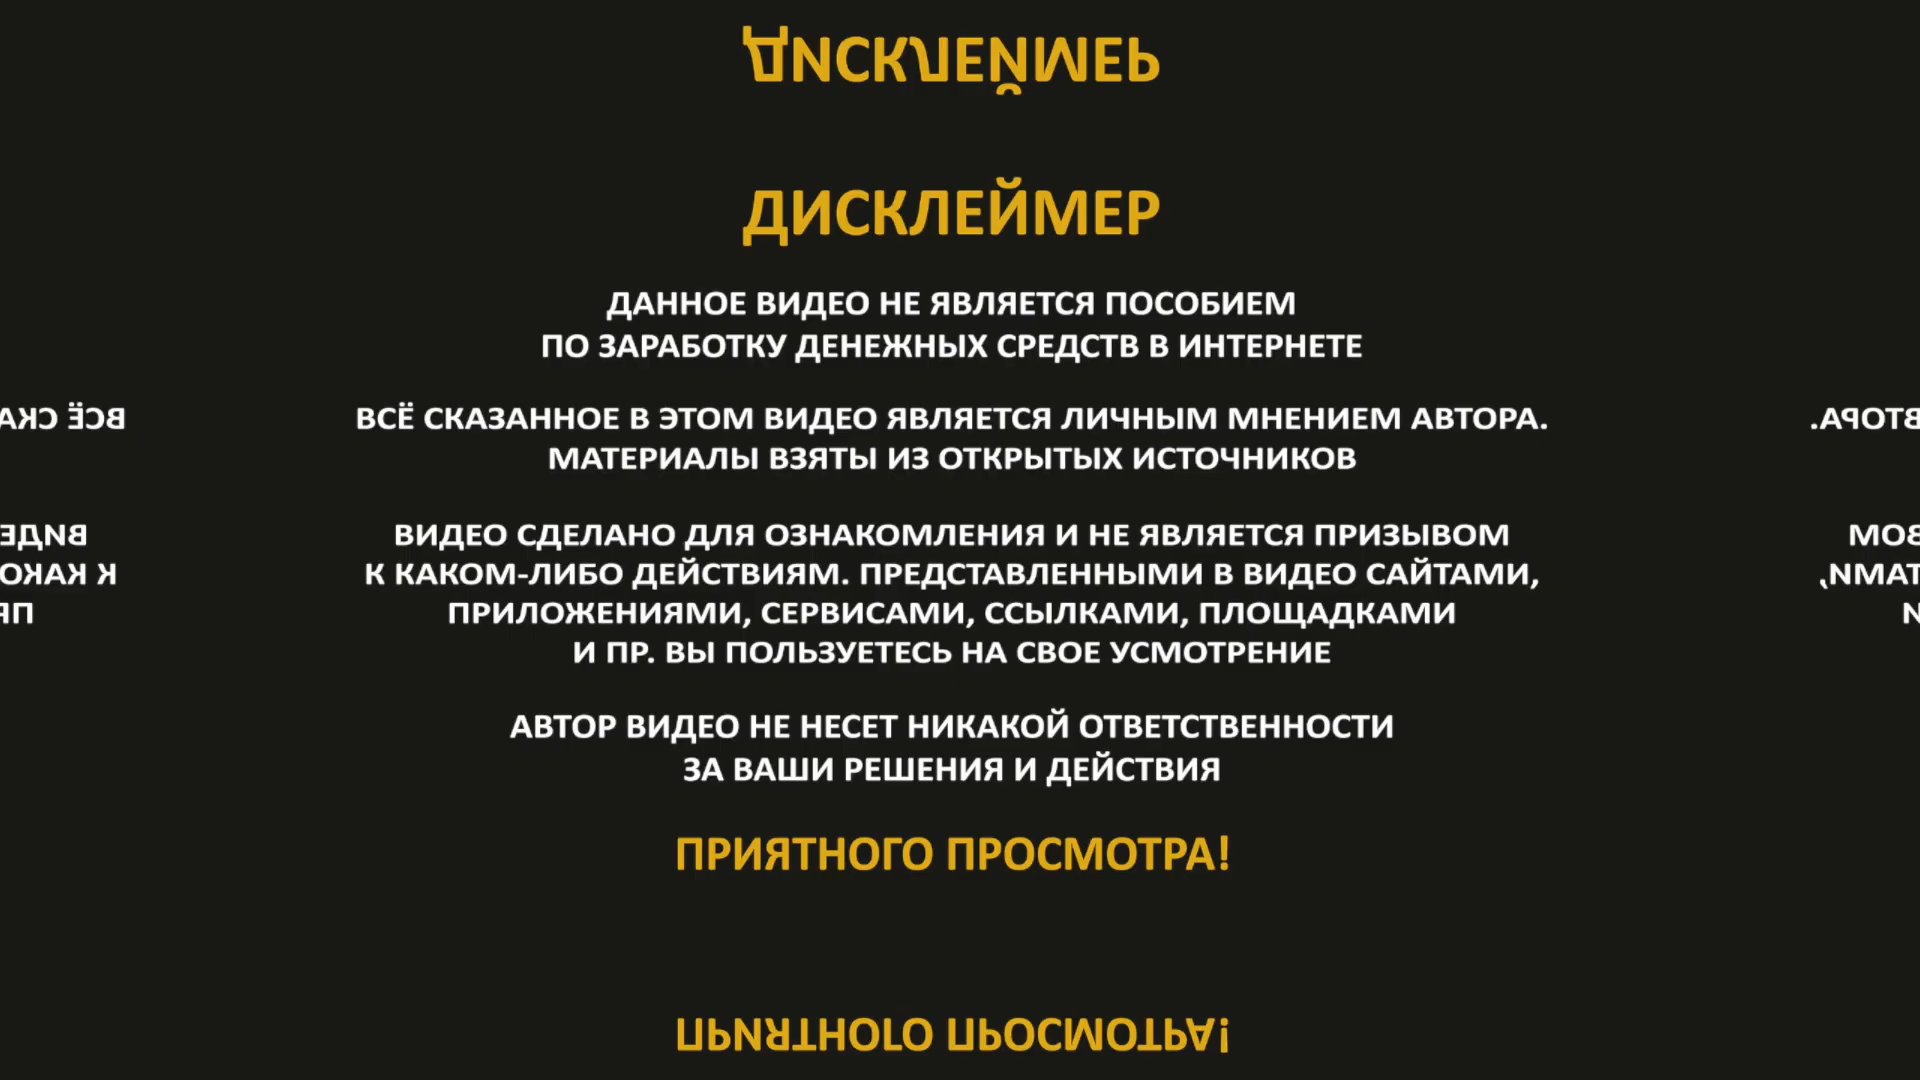 ДИСКЛЕЙМЕР
ДИСКЛЕЙМЕР
ДАННОЕ ВИДЕО НЕ ЯВЛЯЕТСЯ ПОСОБИЕМ
ПО ЗАРАБОТКУ ДЕНЕЖНЫХ СРЕДСТВ В ИНТЕРНЕТЕ
ВСЁ СКАЗАННОЕ В ЭТОМ ВИДЕО ЯВЛЯЕТСЯ ЛИЧНЫМ МНЕНИЕМ АВТОРА.
МАТЕРИАЛЫ ВЗЯТЫ ИЗ ОТКРЫТЫХ ИСТОЧНИКОВ
ВИДЕО СДЕЛАНО ДЛЯ ОЗНАКОМЛЕНИЯ И НЕ ЯВЛЯЕТСЯ ПРИЗЫВОМ
К КАКОМ-ЛИБО ДЕЙСТВИЯМ. ПРЕДСТАВЛЕННЫМИ В ВИДЕО САЙТАМИ,
ПРИЛОЖЕНИЯМИ, СЕРВИСАМИ, ССЫЛКАМИ, ПЛОЩАДКАМИ
И ПР. ВЫ ПОЛЬЗУЕТЕСЬ НА СВОЕ УСМОТРЕНИЕ
АВТОР ВИДЕО НЕ НЕСЕТ НИКАКОЙ ОТВЕТСТВЕННОСТИ
ЗА ВАШИ РЕШЕНИЯ И ДЕЙСТВИЯ
ПРИЯТНОГО ПРОСМОТРА!
ПРИЯТНОГО ПРОСМОТРА!